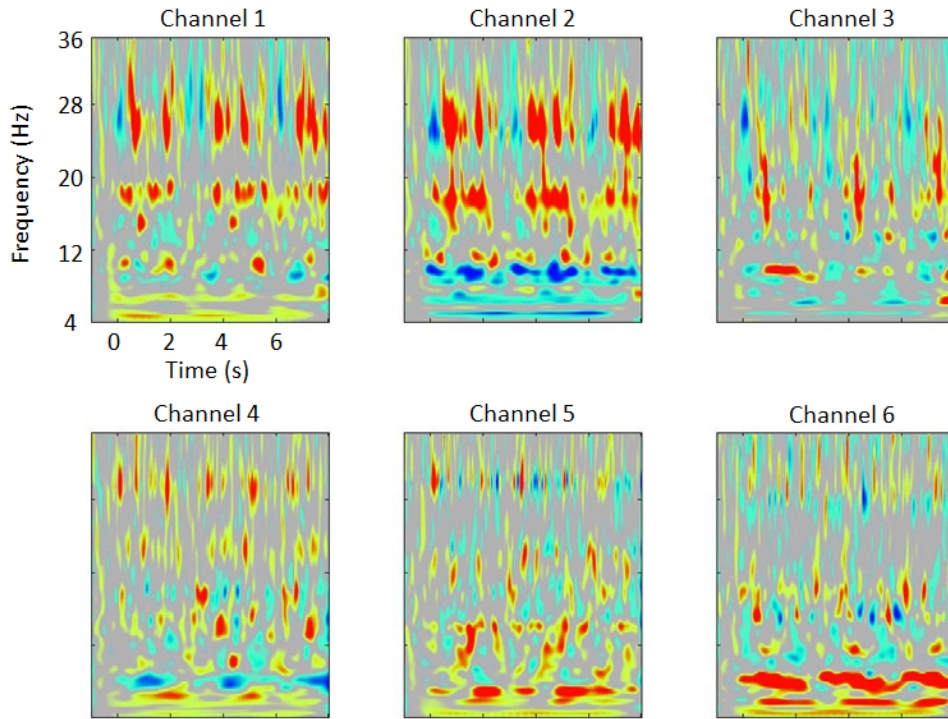 Channel 1
Channel 2
Channel 3
36
28
20
12
4
Frequency (Hz)
0 2 4 6
Time (s)
Channel 4
Channel 5
Channel 6